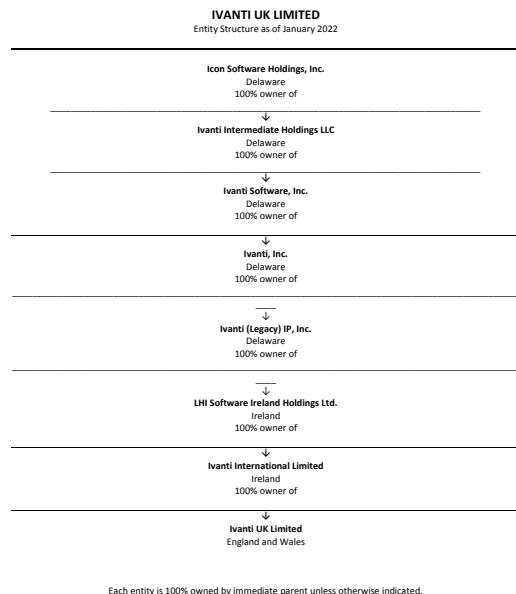 IVANTI UK LIMITED
Entity Structure as of January 2022
Icon Software Holdings, Inc.
Delaware
100% owner of
↓
Ivanti Intermediate Holdings LLC
Delaware
100% owner of
↓
Ivanti Software, Inc.
Delaware
100% owner of
↓
Ivanti, Inc.
Delaware
100% owner of
↓
Ivanti (Legacy) IP, Inc.
Delaware
100% owner of
↓
LHI Software Ireland Holdings Ltd.
Ireland
100% owner of
↓
Ivanti International Limited
Ireland
100% owner of
↓
Ivanti UK Limited
England and Wales
Each entity is 100% owned by immediate parent unless otherwise indicated.